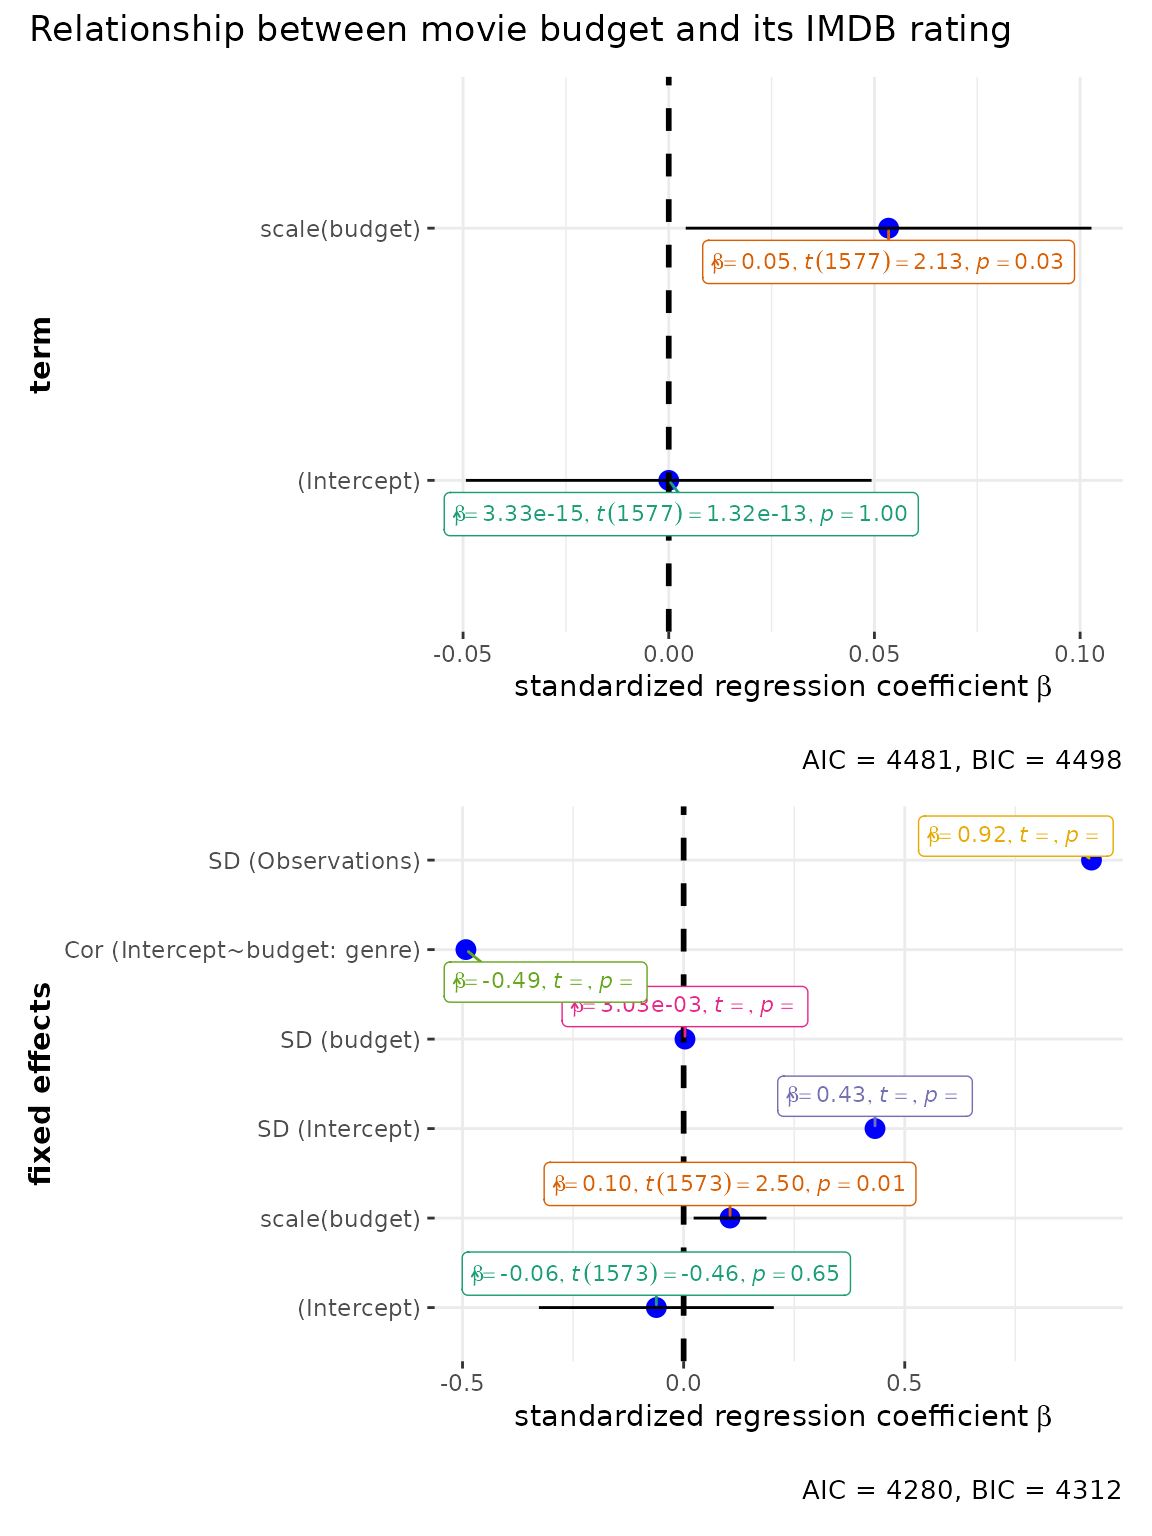 Relationship between movie budget and its IMDB rating
scale(budget)
β̂ = 0.05, t(1577) = 2.13, p = 0.03
term
(Intercept)
β̂ = 3.33e-15, t(1577) = 1.32e-13, p = 1.00
-0.05 0.00 0.05 0.10
standardized regression coefficient β
AIC = 4481, BIC = 4498
β̂ = 0.92, t = , p =
SD (Observations)
Cor (Intercept~budget: genre)
β̂ = -0.49, t = , p =
β̂ = 3.03e-03, t = , p =
SD (budget)
fixed effects
β̂ = 0.43, t = , p =
SD (Intercept)
β̂ = 0.10, t(1573) = 2.50, p = 0.01
scale(budget)
β̂ = -0.06, t(1573) = -0.46, p = 0.65
(Intercept)
-0.5 0.0 0.5
standardized regression coefficient β
AIC = 4280, BIC = 4312